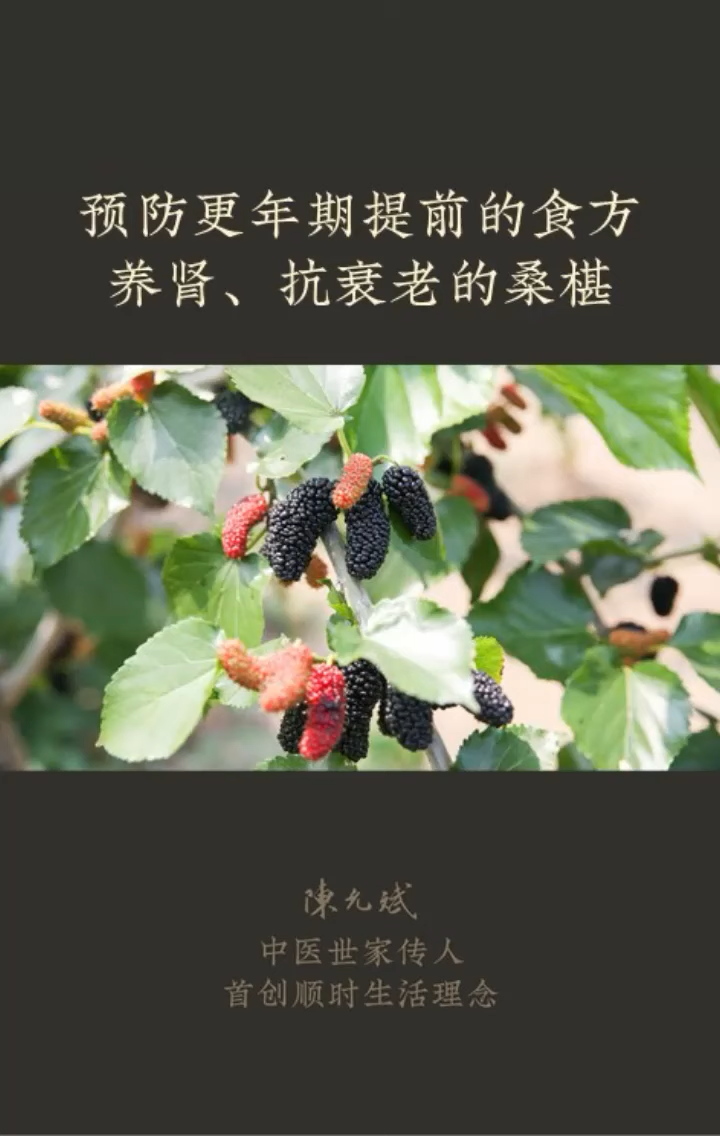 预防更年期提前的食方
养肾、抗衰老的桑椹
陳允斌
中医世家传人
首创顺时生活理念